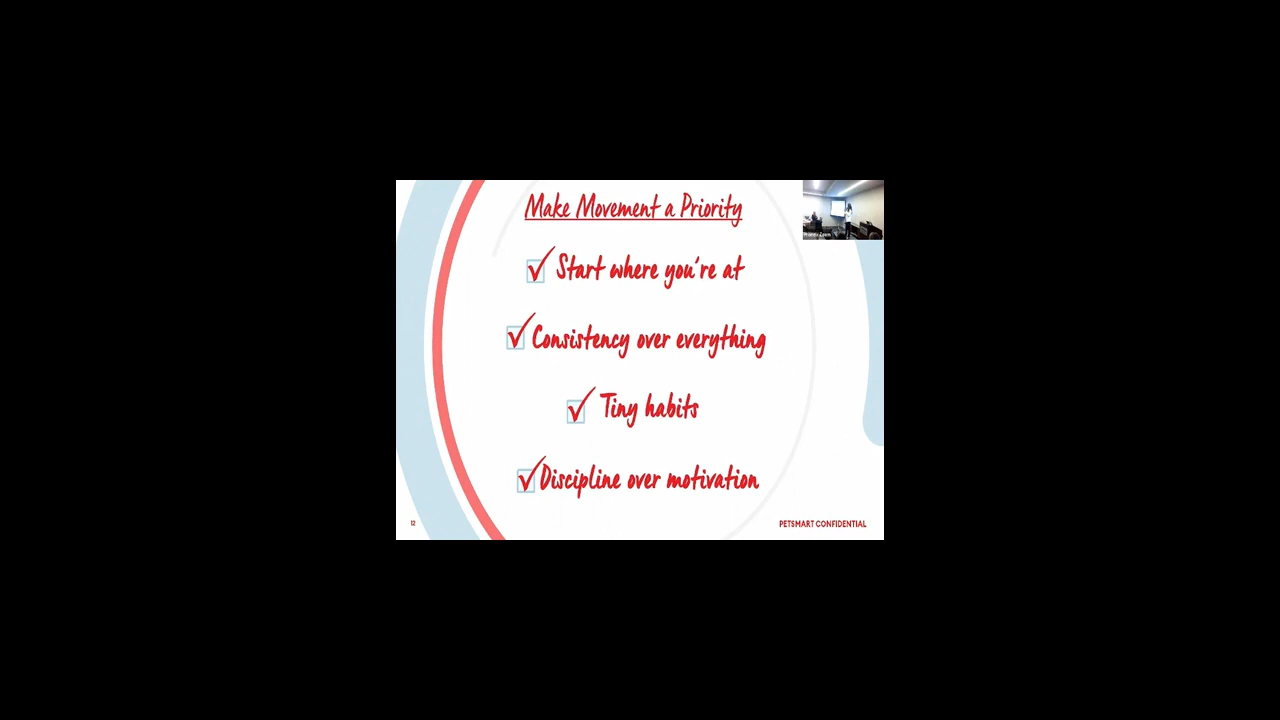 Make Movement a Priority
Start where you're at
Consistency over everything
Tiny habits
Discipline over motivation
12
PETSMART CONFIDENTIAL